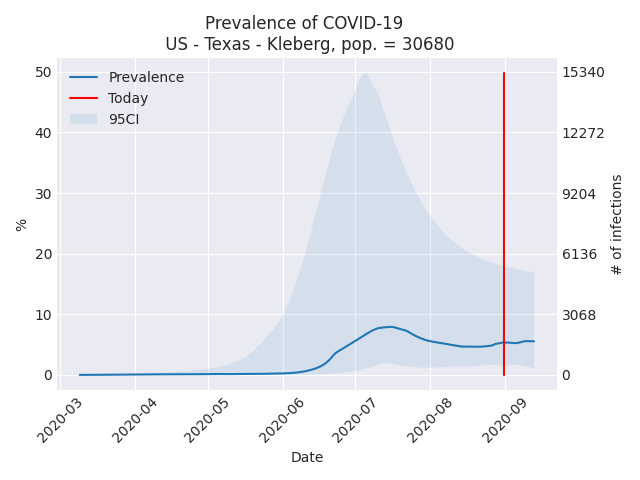 Prevalence of COVID-19
US - Texas - Kleberg, pop. = 30680
Prevalence
Today
95CI
50
40
30
20
10
0
%
15340
12272
9204
6136
3068
0
# of infections
2020-03
2020-04
2020-05
2020-06
2020-07
2020-08
2020-09
Date